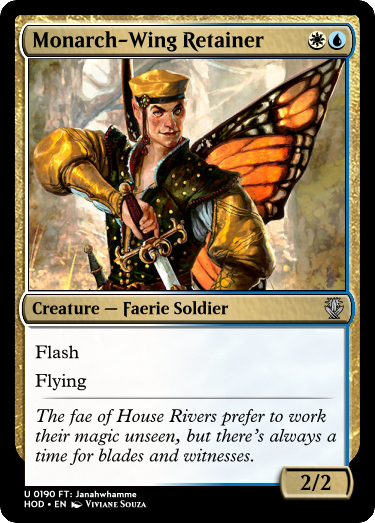 Monarch-Wing Retainer
Creature — Faerie Soldier
Flash
Flying
The fae of House Rivers prefer to work
their magic unseen, but there's always a
time for blades and witnesses.
2/2
U 0190 FT: Janahwhamme
HOD • EN Viviane Souza